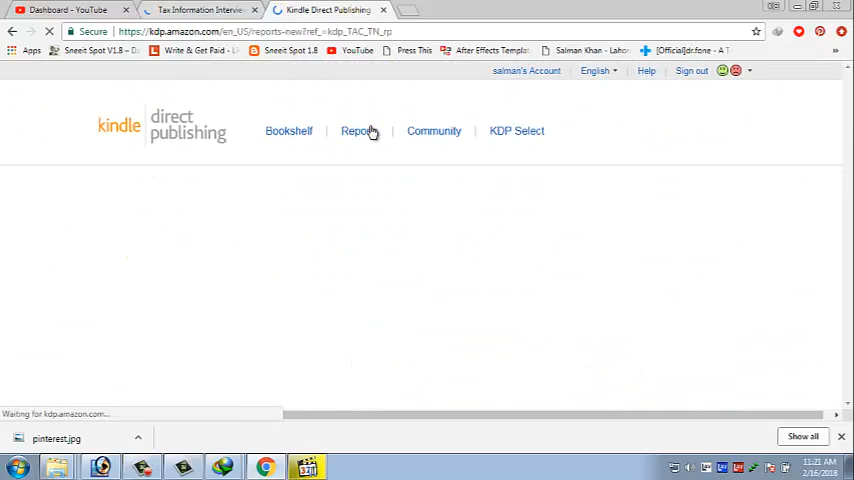 Dashboard - YouTube
Tax Information Intervie
Kindle Direct Publishing
Secure
https://kdp.amazon.com/en_US/reports-new?ref_=kdp_TAC_TN_rp
Apps
Sneeit Spot V1.8 – D
Write & Get Paid - Li
Sneeit Spot 1.8
YouTube
Press This
After Effects Templat
Salman Khan - Lahor
[Official]dr.fone - A T
salman's Account
English
Help
Sign out
kindle
direct
publishing
Bookshelf
Repor
Community
KDP Select
Waiting for kdp.amazon.com...
pinterest.jpg
Show all
11:21 AM
2/16/2018